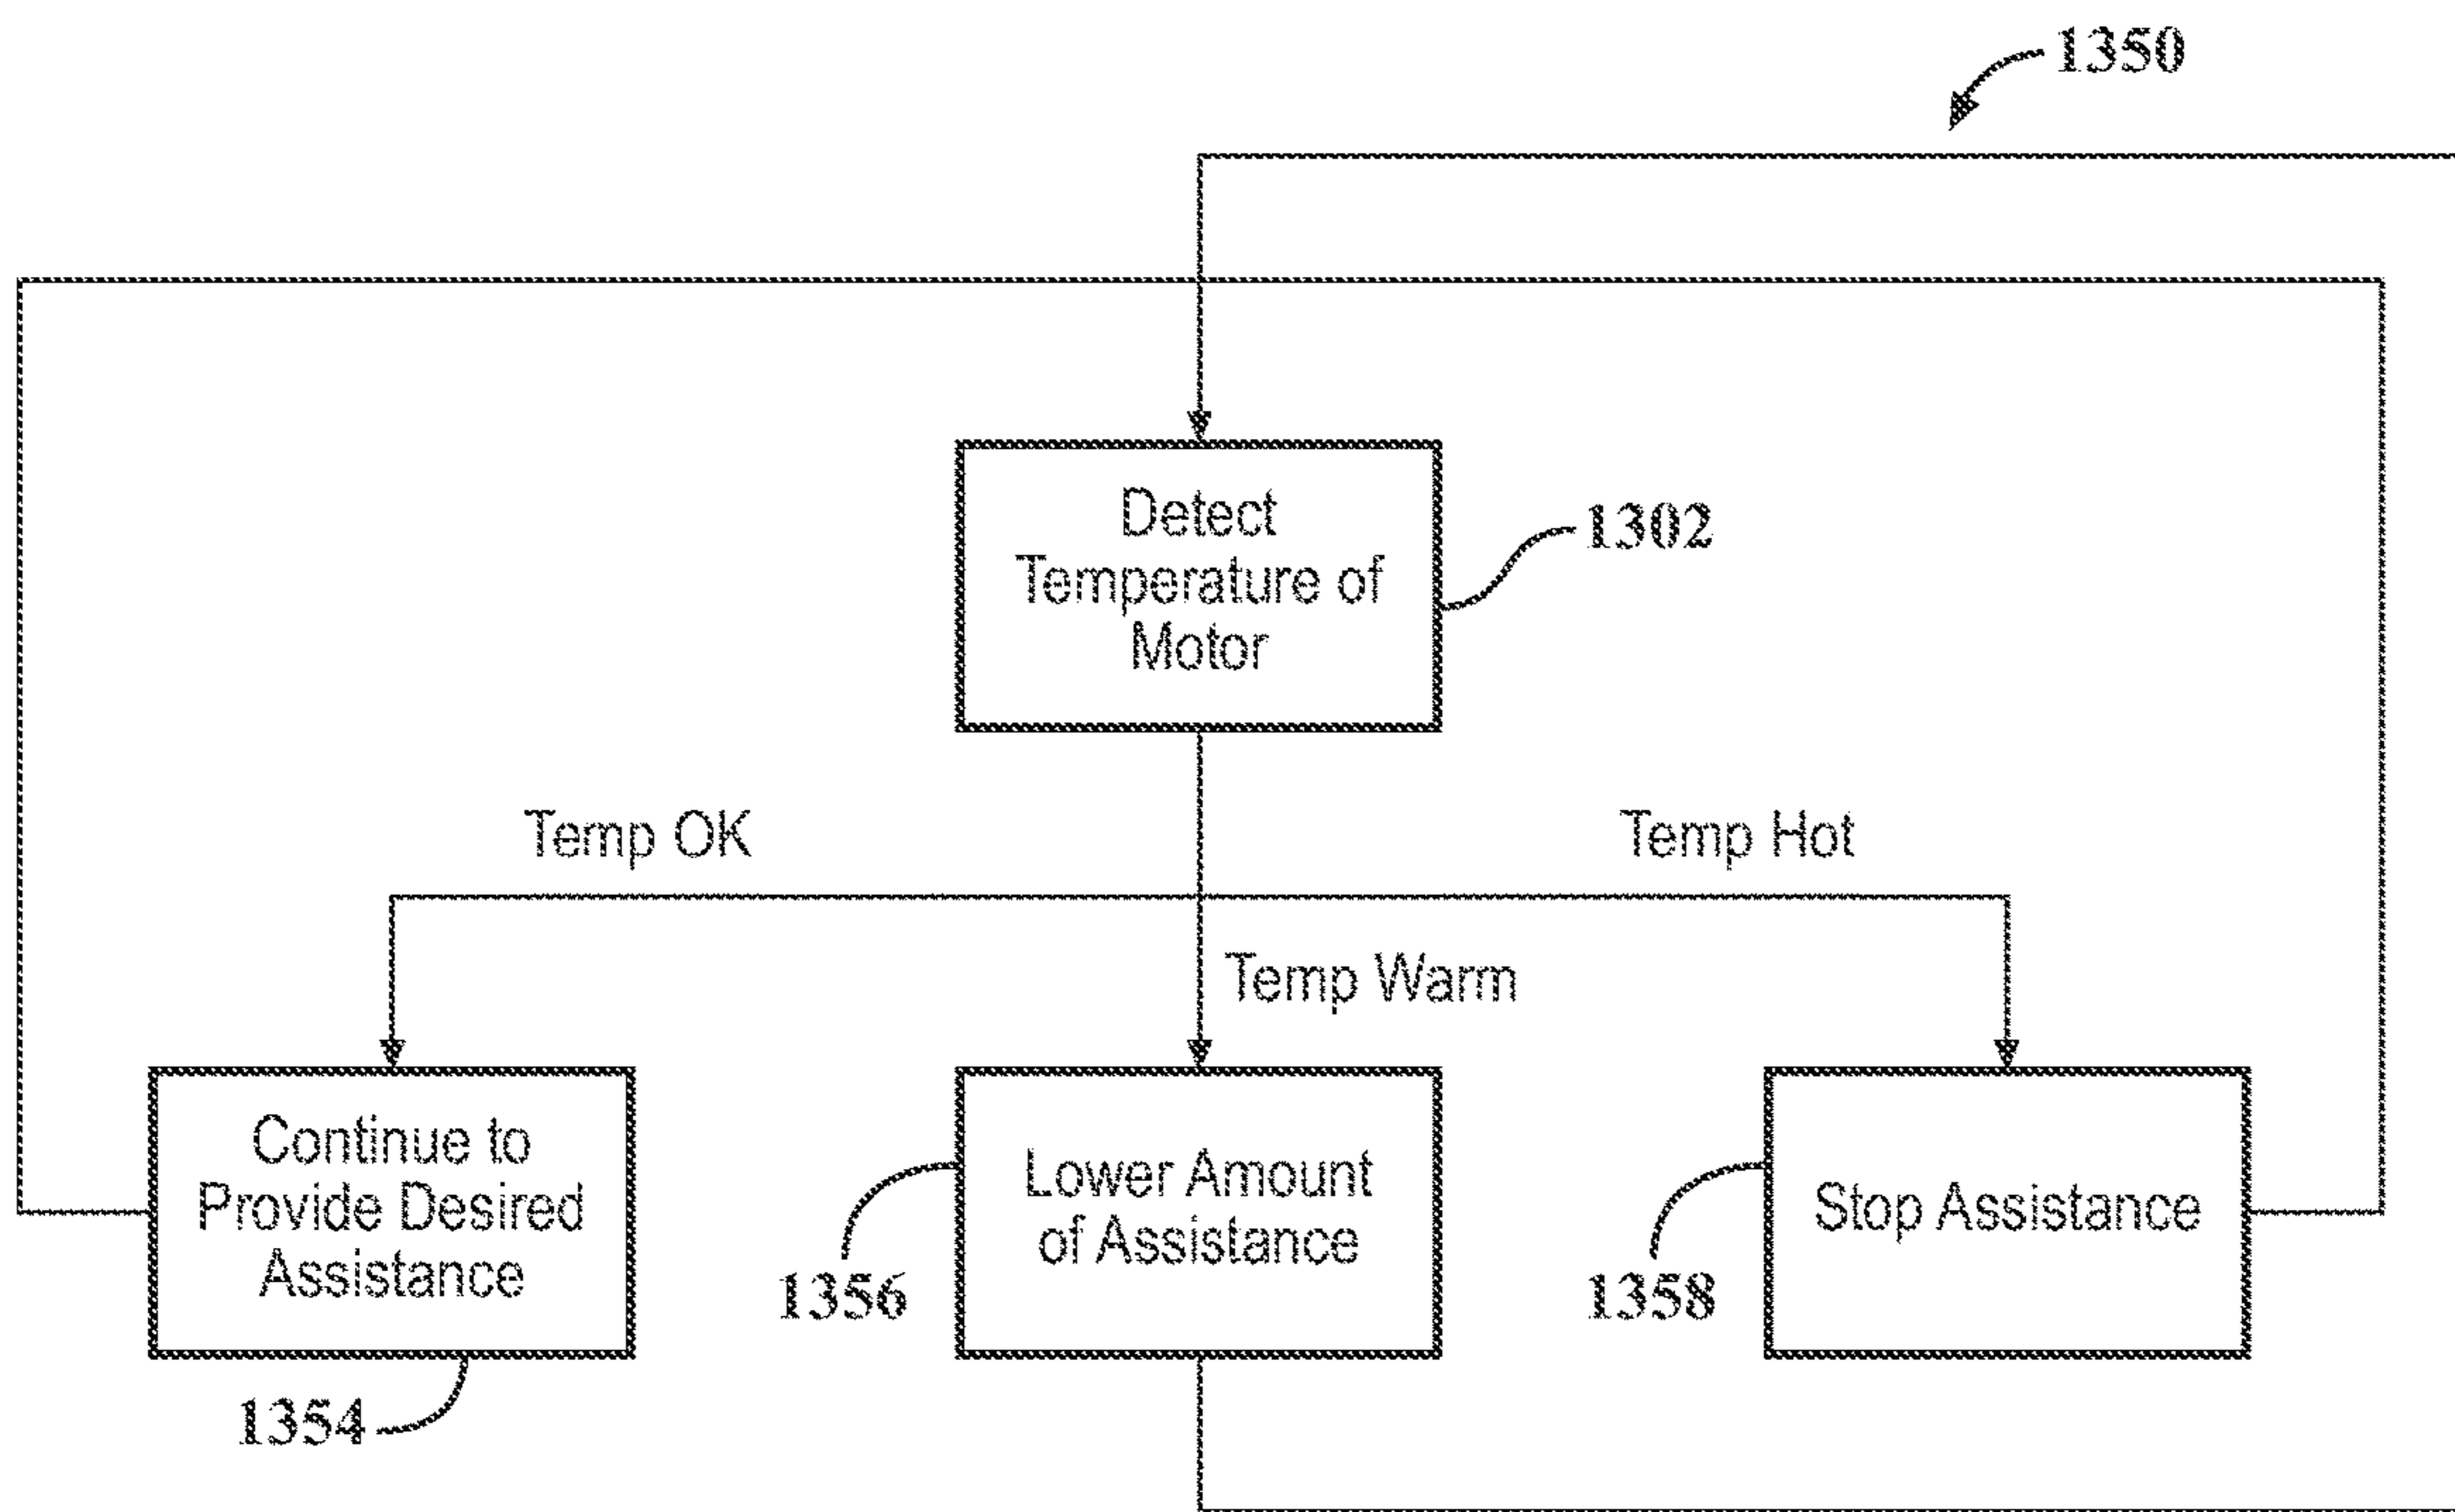 1350
Detect
Temperature of
Motor
1302
Temp OK
Temp Hot
Temp Warm
Continue to
Provide Desired
Assistance
1354
Lower Amount
of Assistance
1356
Stop Assistance
1358